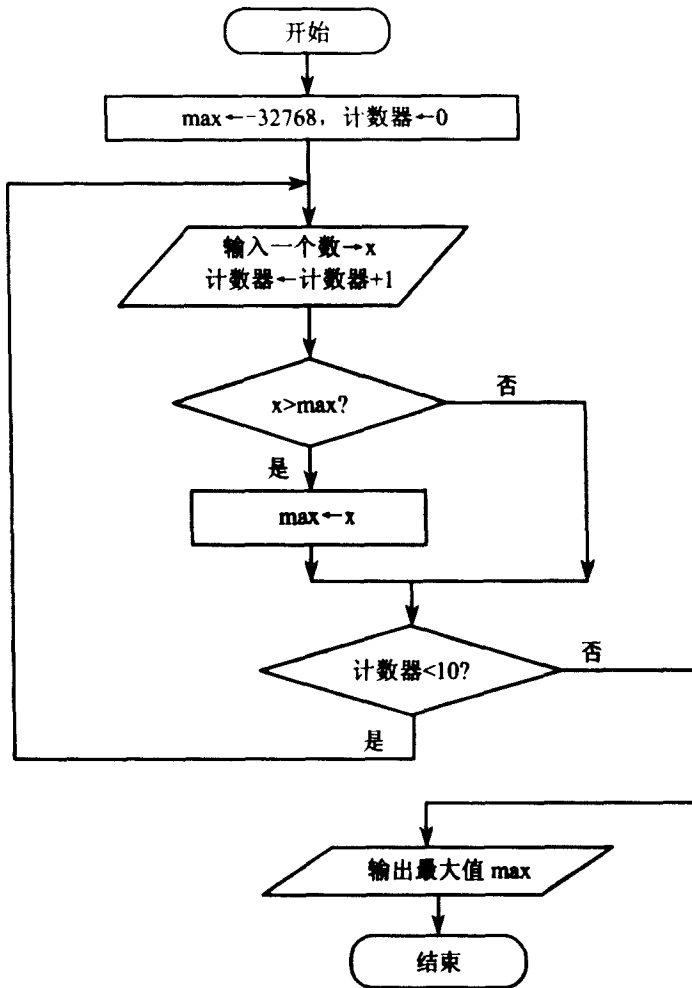 开始
max←-32768，计数器←0
输入一个数→x
计数器←计数器+1
x>max?
否
是
max←x
计数器<10?
否
是
输出最大值 max
结束